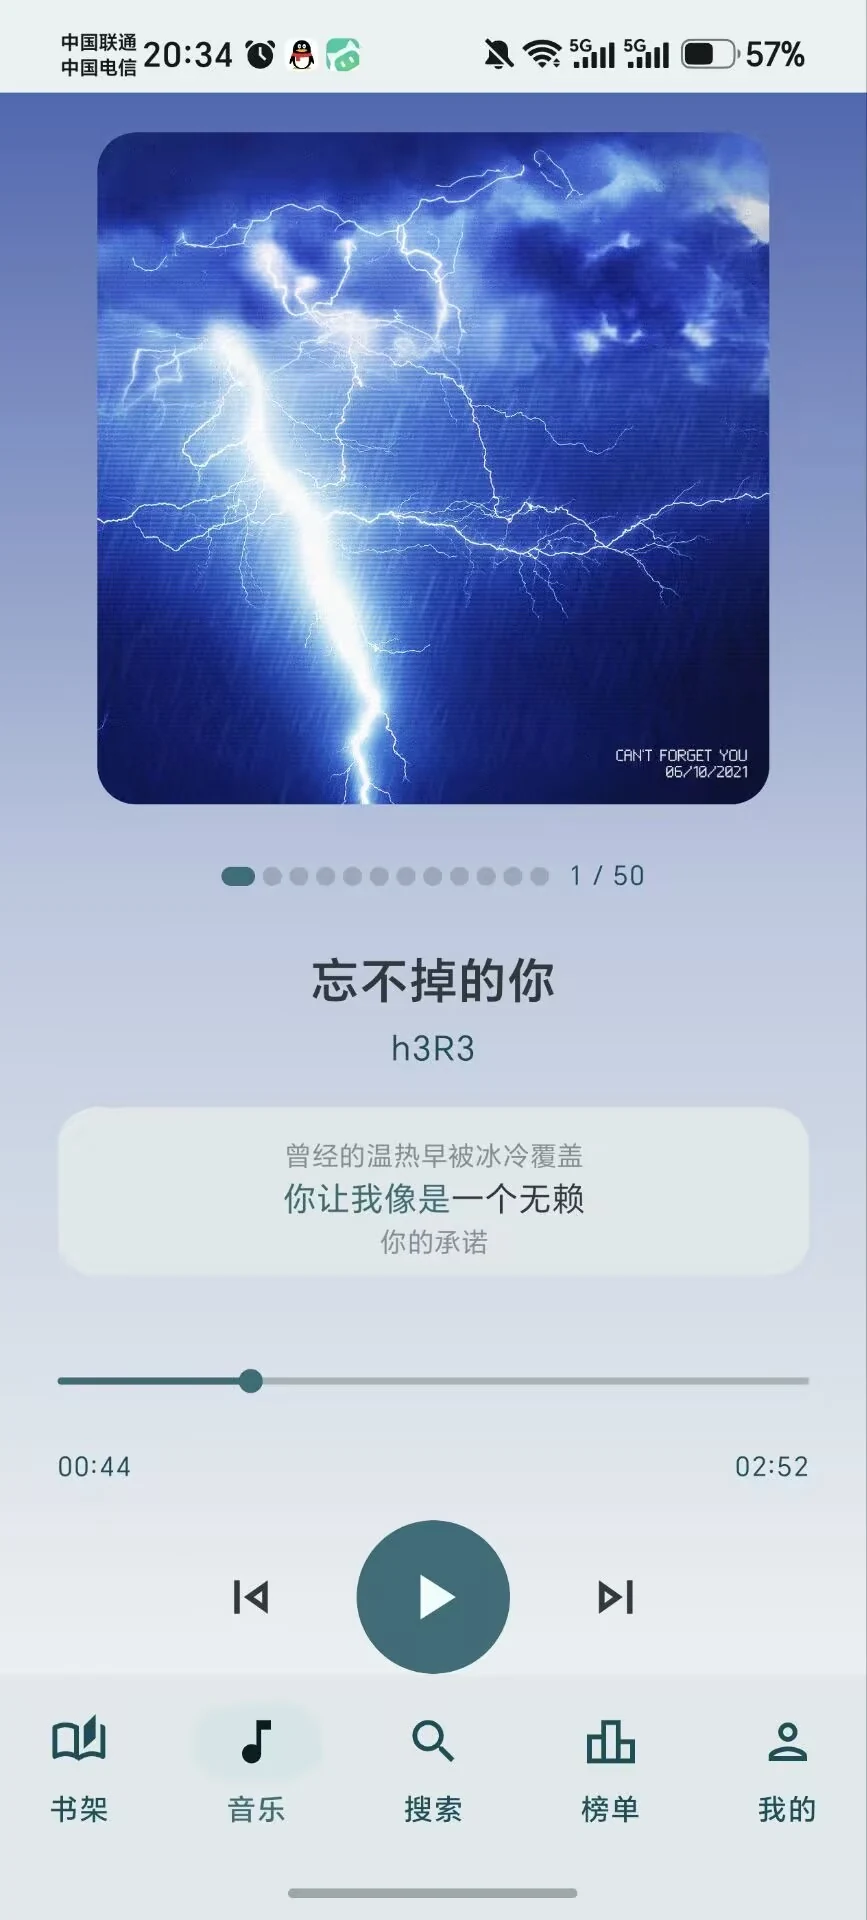 中国联通
中国电信
20:34
5G 5G 57%
CAN'T FORGET YOU
06/10/2021
1 / 50
忘不掉的你
h3R3
曾经的温热早被冰冷覆盖
你让我像是一个无赖
你的承诺
00:44 02:52
书架 音乐 搜索 榜单 我的